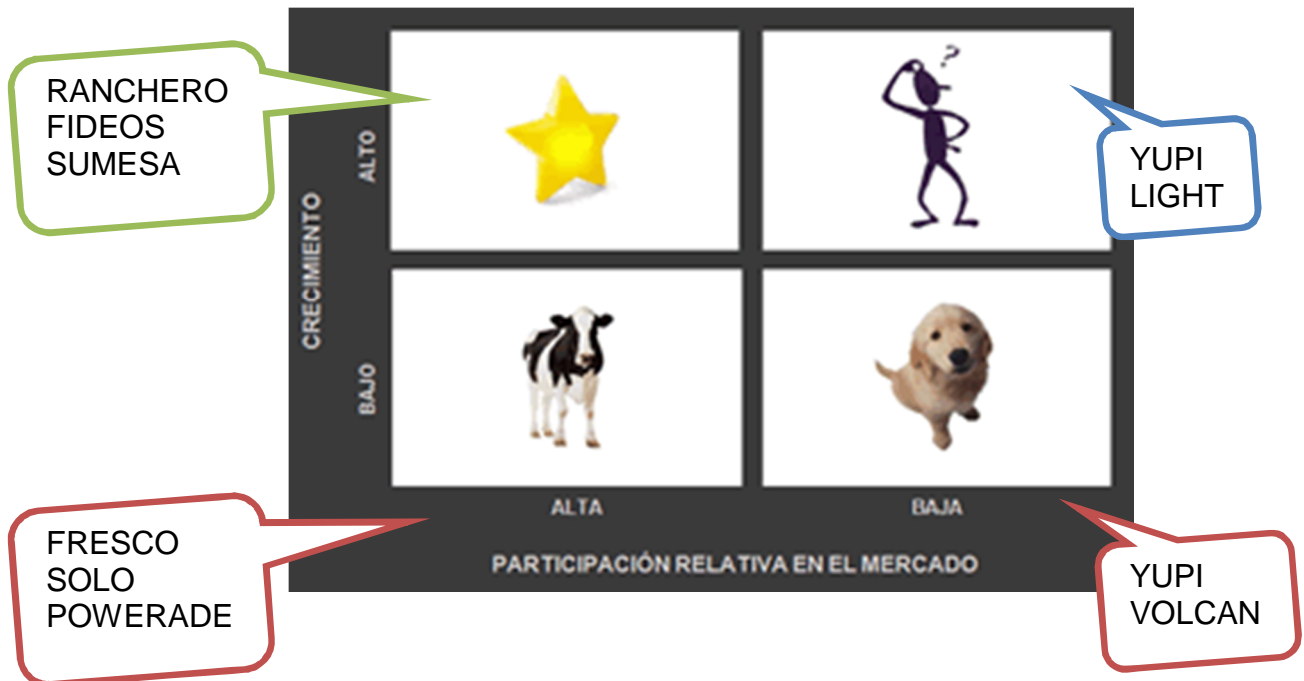 RANCHERO
FIDEOS
SUMESA
?
YUPI
LIGHT
CRECIMIENTO
ALTO
BAJO
FRESCO
SOLO
POWERADE
ALTA
BAJA
PARTICIPACIÓN RELATIVA EN EL MERCADO
YUPI
VOLCAN